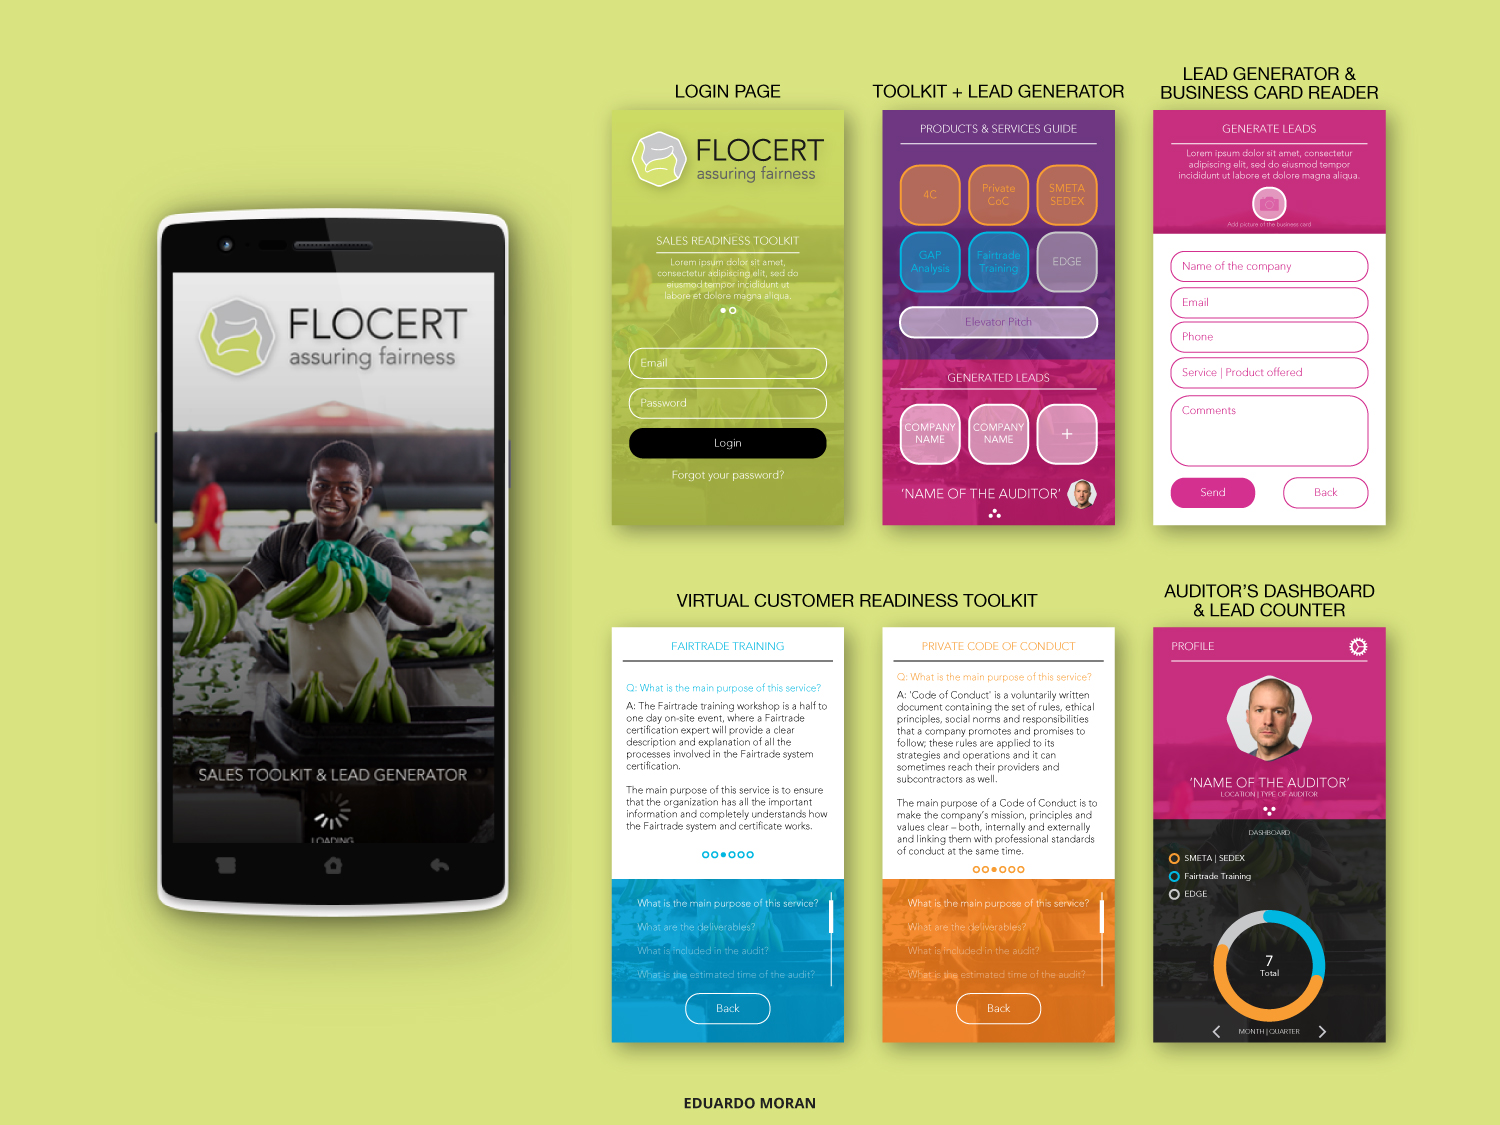 FLOCERT
assuring fairness
SALES TOOLKIT & LEAD GENERATOR
LOADING
LOGIN PAGE
FLOCERT
assuring fairness
SALES READINESS TOOLKIT
Lorem ipsum dolor sit amet,
consectetur adipiscing elit, sed do
eiusmod tempor incididunt ut
labore et dolore magna aliqua.
Email
Password
Login
Forgot your password?
TOOLKIT + LEAD GENERATOR
PRODUCTS & SERVICES GUIDE
4C
Private
CoC
SMETA
SEDEX
GAP
Analysis
Fairtrade
Training
EDGE
Elevator Pitch
GENERATED LEADS
COMPANY
NAME
COMPANY
NAME
+
'NAME OF THE AUDITOR'
LEAD GENERATOR &
BUSINESS CARD READER
GENERATE LEADS
Lorem ipsum dolor sit amet, consectetur
adipiscing elit, sed do eiusmod tempor
incididunt ut labore et dolore magna aliqua.
Add picture of the business card
Name of the company
Email
Phone
Service | Product offered
Comments
Send
Back
VIRTUAL CUSTOMER READINESS TOOLKIT
FAIRTRADE TRAINING
Q: What is the main purpose of this service?
A: The Fairtrade training workshop is a half to
one day on-site event, where a Fairtrade
certification expert will provide a clear
description and explanation of all the
processes involved in the Fairtrade system
certification.
The main purpose of this service is to ensure
that the organization has all the important
information and completely understands how
the Fairtrade system and certificate works.
What is the main purpose of this service?
What are the deliverables?
What is included in the audit?
What is the estimated time of the audit?
Back
PRIVATE CODE OF CONDUCT
Q: What is the main purpose of this service?
A: 'Code of Conduct' is a voluntarily written
document containing the set of rules, ethical
principles, social norms and responsibilities
that a company promotes and promises to
follow; these rules are applied to its
strategies and operations and it can
sometimes reach their providers and
subcontractors as well.
The main purpose of a Code of Conduct is to
make the company's mission, principles and
values clear – both, internally and externally
and linking them with professional standards
of conduct at the same time.
What is the main purpose of this service?
What are the deliverables?
What is included in the audit?
What is the estimated time of the audit?
Back
AUDITOR'S DASHBOARD
& LEAD COUNTER
PROFILE
'NAME OF THE AUDITOR'
LOCATION | TYPE OF AUDITOR
DASHBOARD
SMETA | SEDEX
Fairtrade Training
EDGE
7
Total
MONTH | QUARTER
EDUARDO MORAN